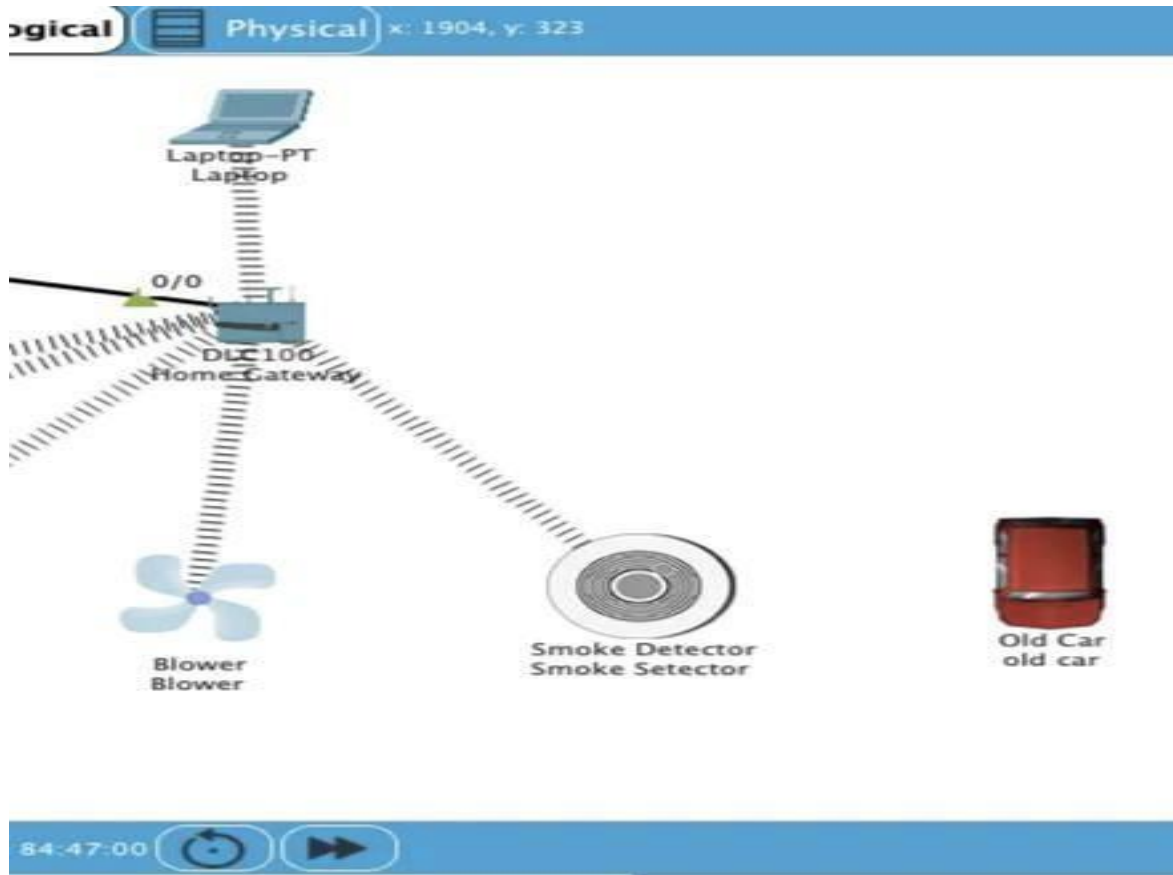 ogical
Physical x: 1904, y: 323
Laptop-PT
Laptop
0/0
DLC100
Home Gateway
Blower
Blower
Smoke Detector
Smoke Setector
Old Car
old car
84:47:00